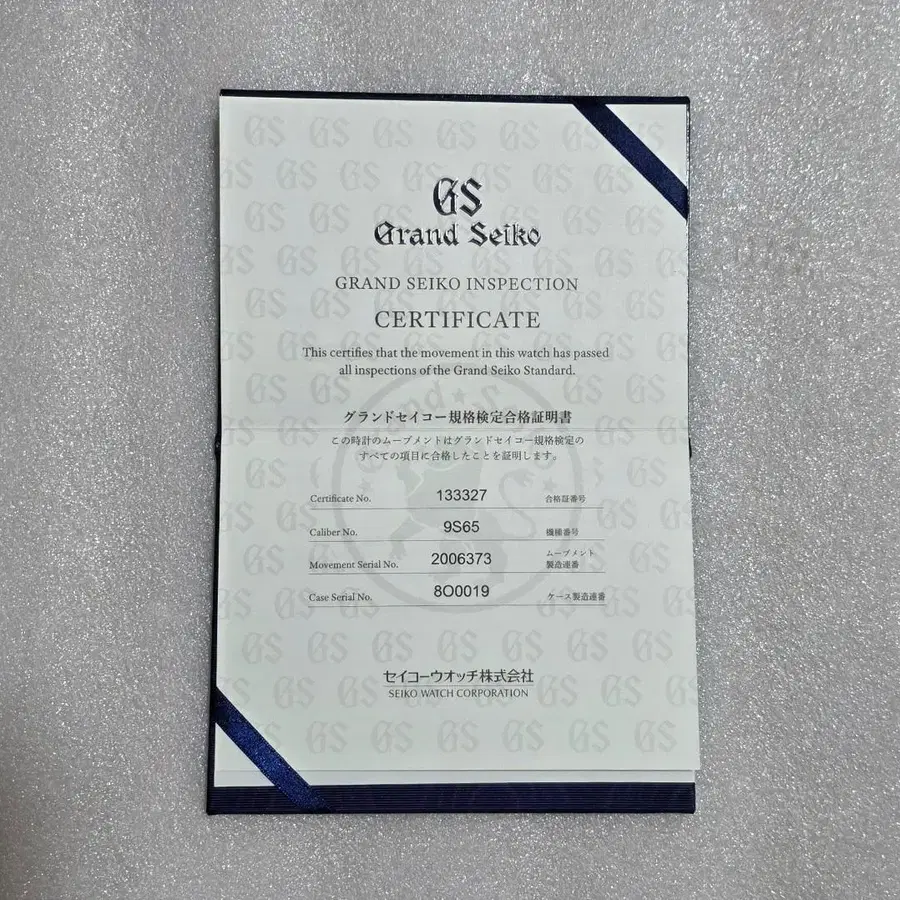 GS
Grand Seiko
GRAND SEIKO INSPECTION
CERTIFICATE
This certifies that the movement in this watch has passed
all inspections of the Grand Seiko Standard.
グランドセイコー規格検定合格証明書
この時計のムーブメントはグランドセイコー規格検定の
すべての項目に合格したことを証明します。
Certificate No. 133327 合格証番号
Caliber No. 9S65 機種番号
Movement Serial No. 2006373 ムーブメント
製造連番
Case Serial No. 8O0019 ケース製造連番
セイコーウオッチ株式会社
SEIKO WATCH CORPORATION